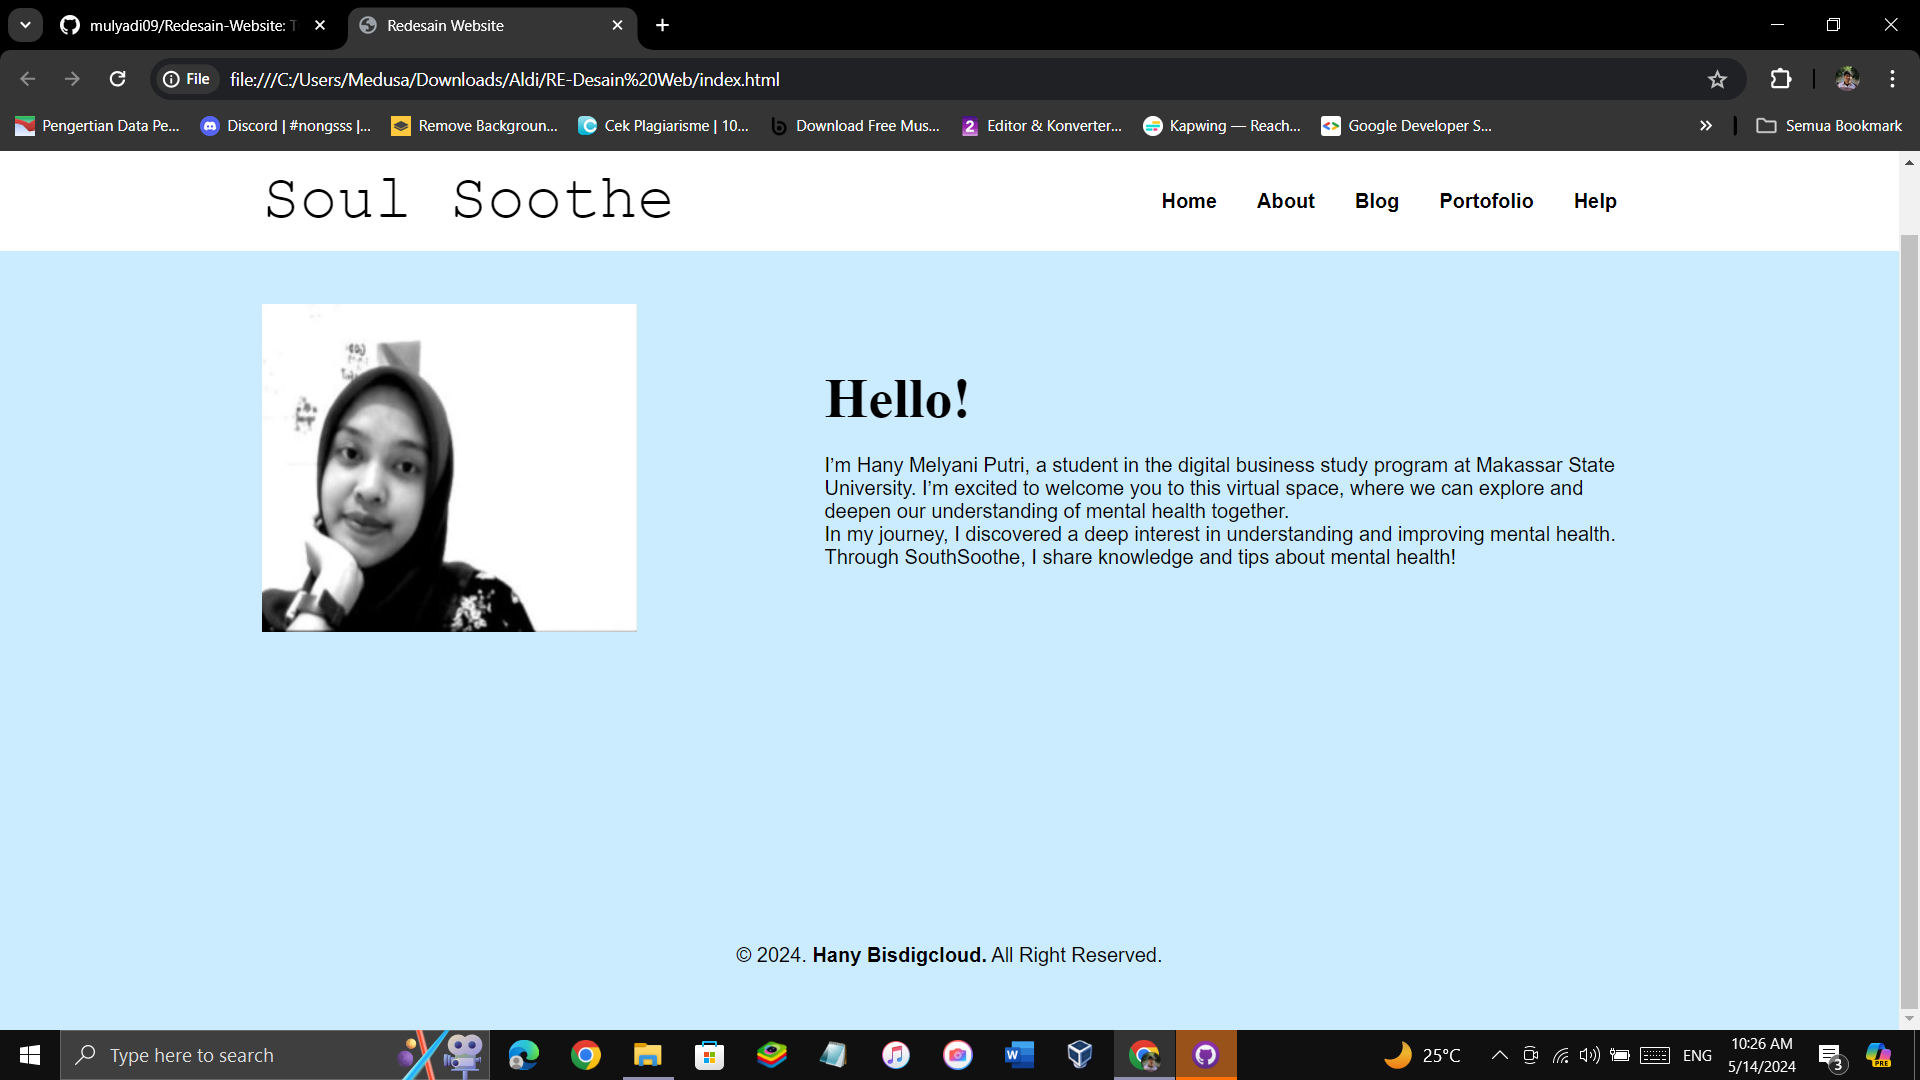 mulyadi09/Redesain-Website: T
Redesain Website
File
file:///C:/Users/Medusa/Downloads/Aldi/RE-Desain%20Web/index.html
Pengertian Data Pe...
Discord | #nongsss |...
Remove Backgroun...
Cek Plagiarisme | 10...
Download Free Mus...
Editor & Konverter...
Kapwing — Reach...
Google Developer S...
Semua Bookmark
Soul Soothe
Home About Blog Portofolio Help
Hello!
I’m Hany Melyani Putri, a student in the digital business study program at Makassar State
University. I’m excited to welcome you to this virtual space, where we can explore and
deepen our understanding of mental health together.
In my journey, I discovered a deep interest in understanding and improving mental health.
Through SouthSoothe, I share knowledge and tips about mental health!
© 2024. Hany Bisdigcloud. All Right Reserved.
Type here to search
25°C
ENG
10:26 AM
5/14/2024
3